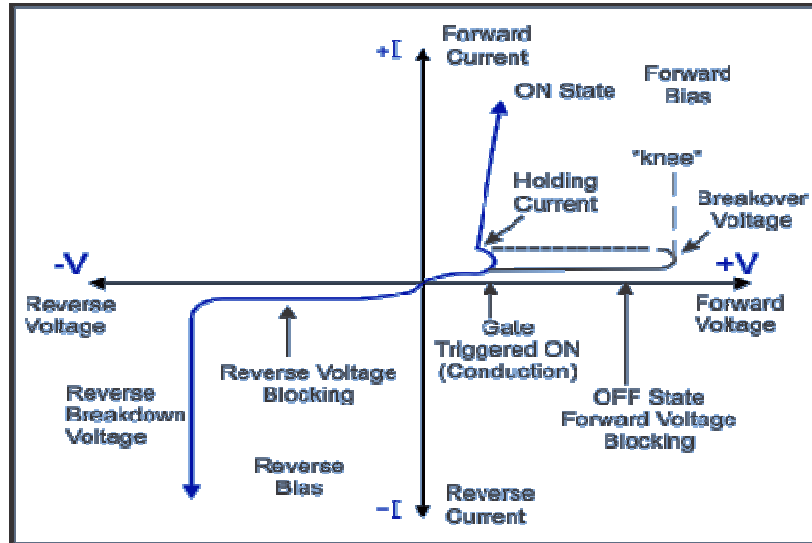 +I
Forward
Current
ON State
Forward
Bias
"knee"
Holding
Current
Breakover
Voltage
-V
+V
Reverse
Voltage
Forward
Voltage
Gate
Triggered ON
(Conduction)
Reverse Voltage
Blocking
OFF State
Forward Voltage
Blocking
Reverse
Breakdown
Voltage
Reverse
Bias
-I
Reverse
Current